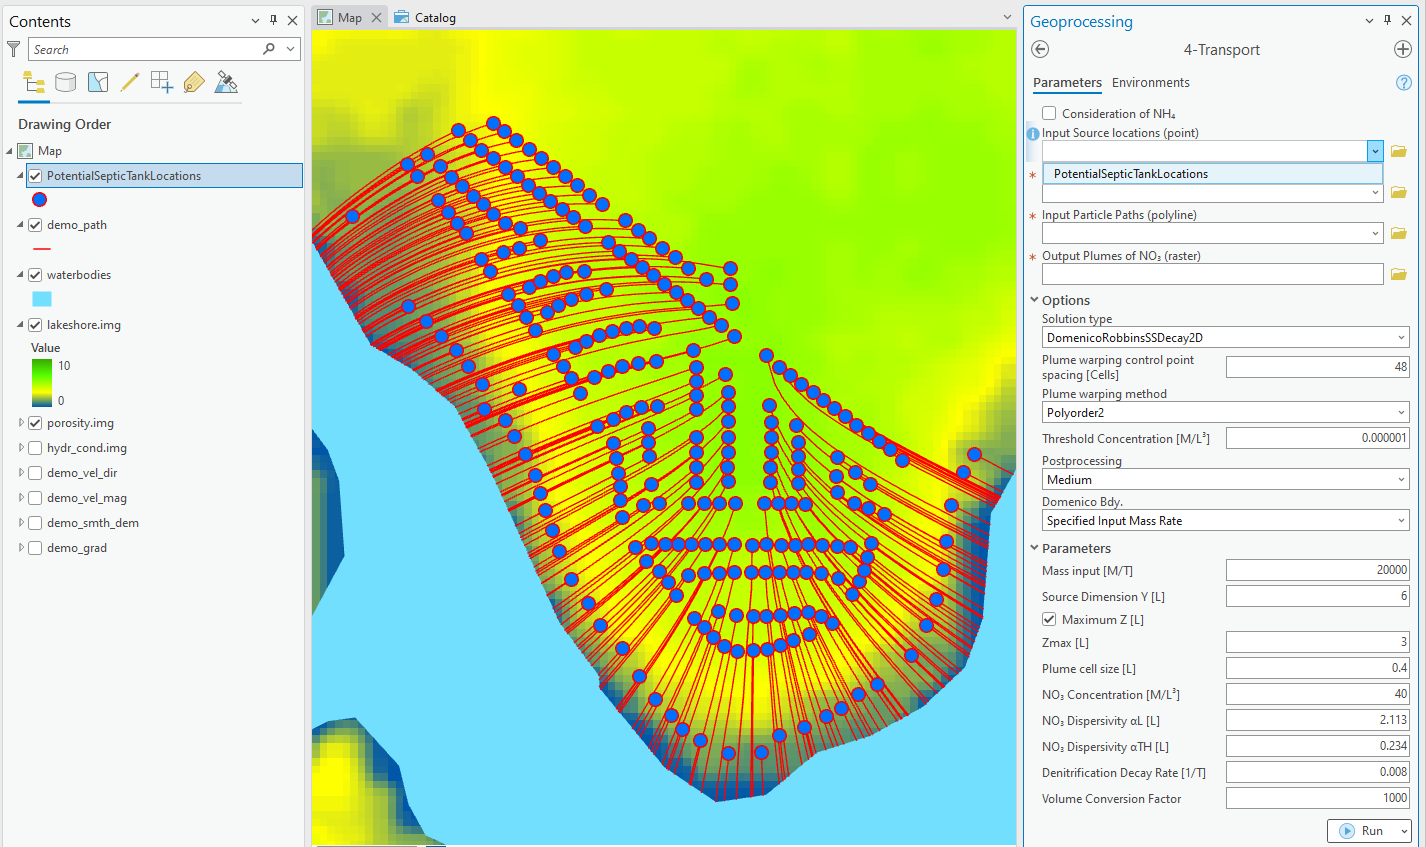 Contents
Search
Drawing Order
Map
PotentialSepticTankLocations
demo_path
waterbodies
lakeshore.img
Value
10
0
porosity.img
hydr_cond.img
demo_vel_dir
demo_vel_mag
demo_smth_dem
demo_grad
Map
Catalog
Geoprocessing
4-Transport
Parameters Environments
Consideration of NH₄
Input Source locations (point)
PotentialSepticTankLocations
* Input Particle Paths (polyline)
* Output Plumes of NO₃ (raster)
Options
Solution type
DomenicoRobbinsSSDecay2D
Plume warping control point
spacing [Cells] 48
Plume warping method
Polyorder2
Threshold Concentration [M/L³] 0.000001
Postprocessing
Medium
Domenico Bdy.
Specified Input Mass Rate
Parameters
Mass input [M/T] 20000
Source Dimension Y [L] 6
Maximum Z [L]
Zmax [L] 3
Plume cell size [L] 0.4
NO₃ Concentration [M/L³] 40
NO₃ Dispersivity αL [L] 2.113
NO₃ Dispersivity αTH [L] 0.234
Denitrification Decay Rate [1/T] 0.008
Volume Conversion Factor 1000
Run